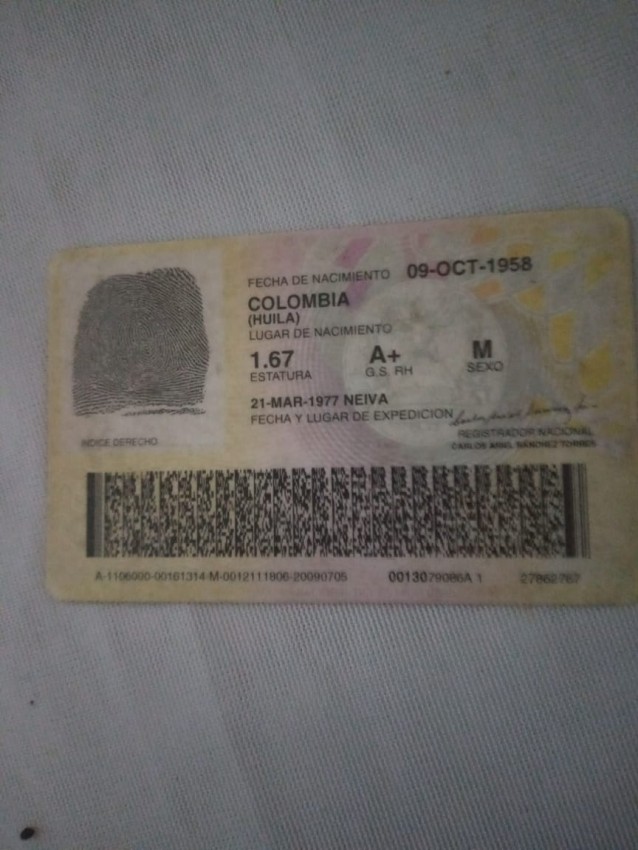 FECHA DE NACIMIENTO 09-OCT-1958
COLOMBIA
(HUILA)
LUGAR DE NACIMIENTO
1.67 A+ M
ESTATURA G.S. RH SEXO
21-MAR-1977 NEIVA
FECHA Y LUGAR DE EXPEDICION
INDICE DERECHO
REGISTRADOR NACIONAL
CARLOS ARIEL SÁNCHEZ TORRES
A-1106000-00161314-M-0012111806-20090705 0013079086A 1 27862767